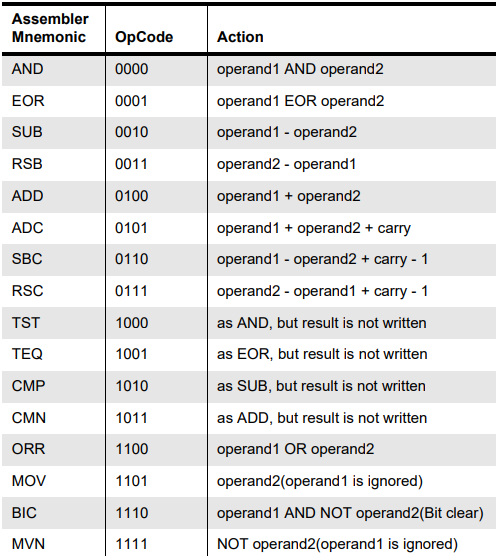 Assembler
Mnemonic OpCode Action
AND 0000 operand1 AND operand2
EOR 0001 operand1 EOR operand2
SUB 0010 operand1 - operand2
RSB 0011 operand2 - operand1
ADD 0100 operand1 + operand2
ADC 0101 operand1 + operand2 + carry
SBC 0110 operand1 - operand2 + carry - 1
RSC 0111 operand2 - operand1 + carry - 1
TST 1000 as AND, but result is not written
TEQ 1001 as EOR, but result is not written
CMP 1010 as SUB, but result is not written
CMN 1011 as ADD, but result is not written
ORR 1100 operand1 OR operand2
MOV 1101 operand2(operand1 is ignored)
BIC 1110 operand1 AND NOT operand2(Bit clear)
MVN 1111 NOT operand2(operand1 is ignored)